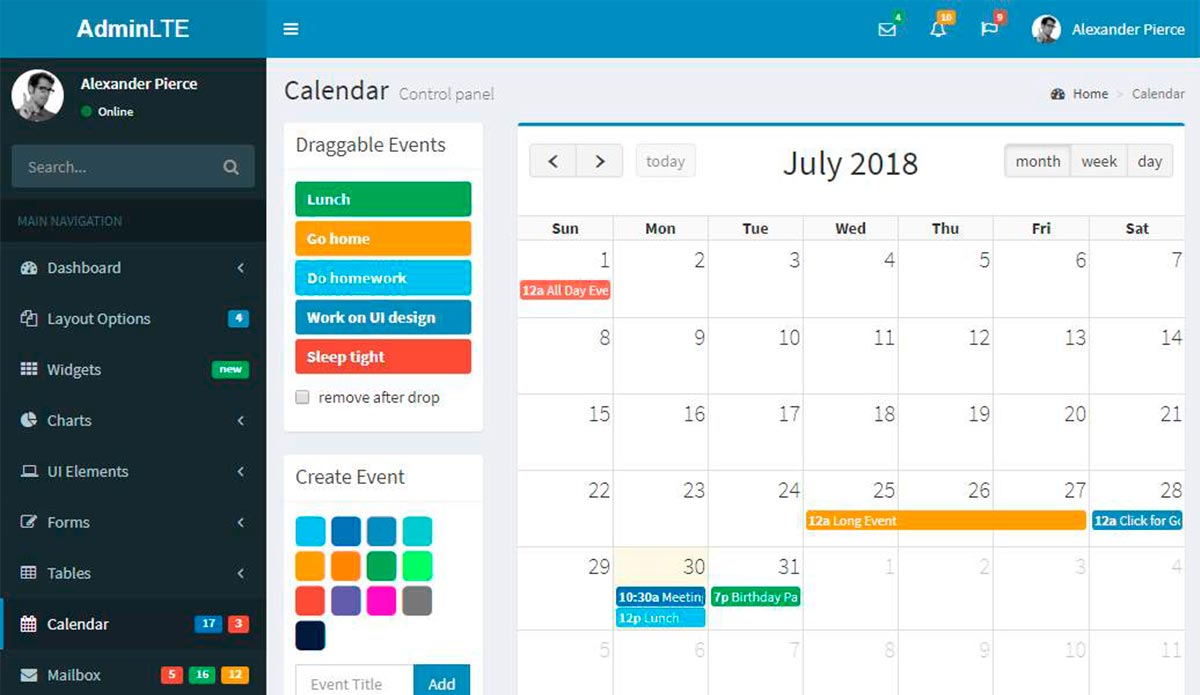 AdminLTE
4
10
9
Alexander Pierce
Alexander Pierce
Online
Search...
MAIN NAVIGATION
Dashboard
Layout Options 4
Widgets new
Charts
UI Elements
Forms
Tables
Calendar 17 3
Mailbox 5 16 12
Calendar Control panel
Home > Calendar
Draggable Events
Lunch
Go home
Do homework
Work on UI design
Sleep tight
remove after drop
Create Event
Event Title Add
today
July 2018
month week day
Sun Mon Tue Wed Thu Fri Sat
1 2 3 4 5 6 7
12a All Day Eve
8 9 10 11 12 13 14
15 16 17 18 19 20 21
22 23 24 25 26 27 28
12a Long Event 12a Click for Go
29 30 31 1 2 3 4
10:30a Meetin 7p Birthday Pa
12p Lunch
5 6 7 8 9 10 11